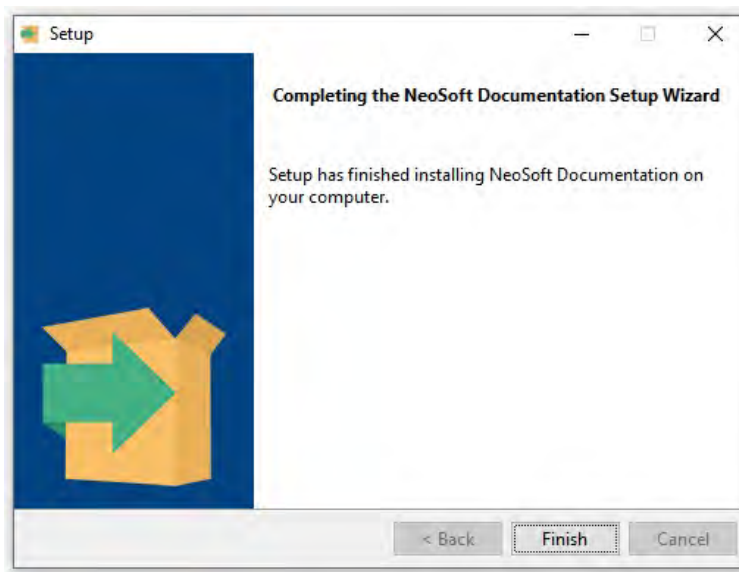 Setup
Completing the NeoSoft Documentation Setup Wizard
Setup has finished installing NeoSoft Documentation on
your computer.
< Back
Finish
Cancel